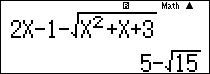 R Math ▲
2X-1-√X²+X+3
5-√15